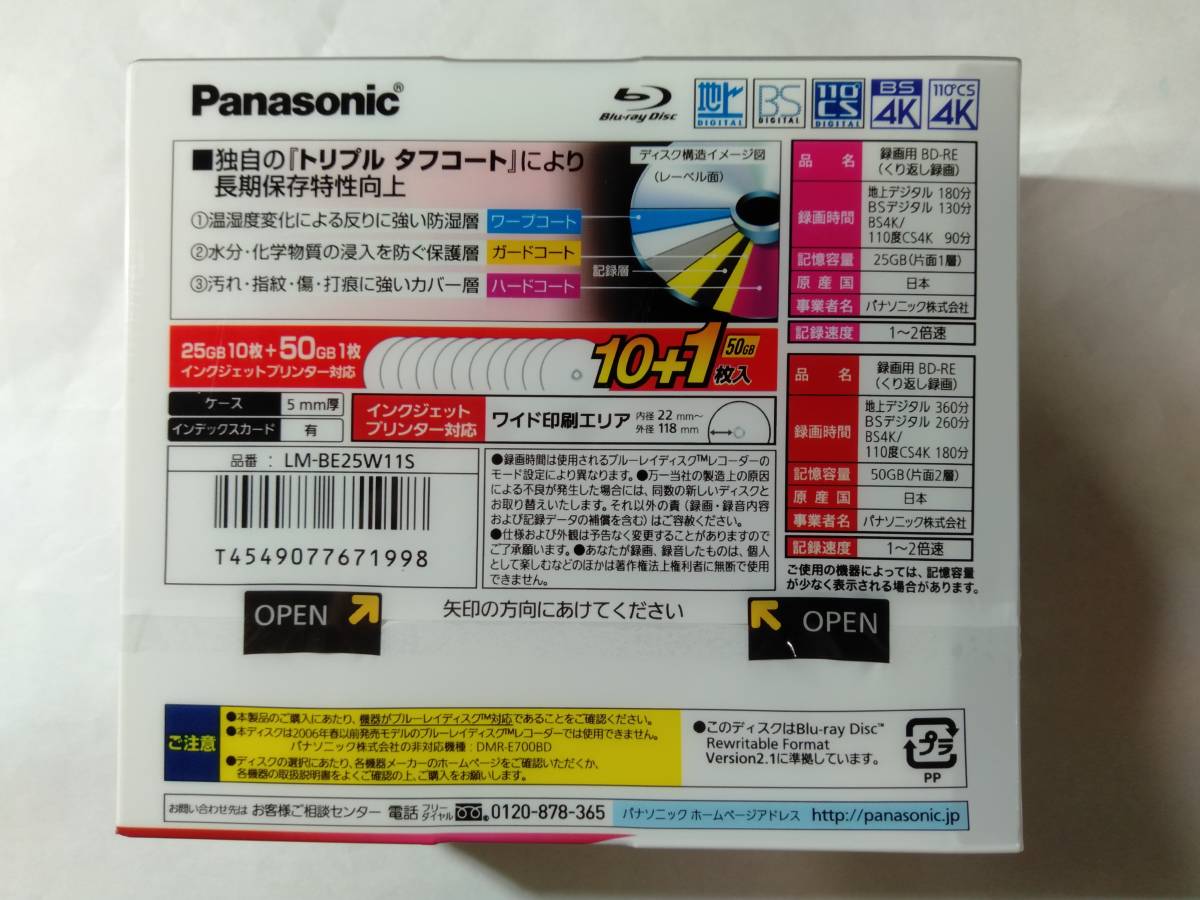 Panasonic®
Blu-ray Disc
地上 DIGITAL
BS DIGITAL
110°CS DIGITAL
BS 4K
110°CS 4K
■独自の『トリプル タフコート』により
長期保存特性向上
①温湿度変化による反りに強い防湿層 ワープコート
②水分・化学物質の浸入を防ぐ保護層 ガードコート
③汚れ・指紋・傷・打痕に強いカバー層 ハードコート
ディスク構造イメージ図
(レーベル面)
記録層
25GB10枚+50GB1枚
インクジェットプリンター対応
10+1枚入
50GB
ケース 5mm厚
インデックスカード 有
インクジェット
プリンター対応
ワイド印刷エリア
内径 22 mm~
外径 118 mm
品番: LM-BE25W11S
T4549077671998
●録画時間は使用されるブルーレイディスク™レコーダーの
モード設定により異なります。●万一当社の製造上の原因
による不良が発生した場合には、同数の新しいディスクと
お取り替えいたします。それ以外の責(録画・録音内容
および記録データの補償を含む)はご容赦ください。
●仕様および外観は予告なく変更することがありますので
ご了承願います。●あなたが録画、録音したものは、個人
として楽しむなどのほかは著作権法上権利者に無断で使用
できません。
品 名 録画用 BD-RE
(くり返し録画)
録画時間
地上デジタル 180分
BSデジタル 130分
BS4K/
110度CS4K 90分
記憶容量 25GB(片面1層)
原産国 日本
事業者名 パナソニック株式会社
記録速度 1~2倍速
品 名 録画用 BD-RE
(くり返し録画)
録画時間
地上デジタル 360分
BSデジタル 260分
BS4K/
110度CS4K 180分
記憶容量 50GB(片面2層)
原産国 日本
事業者名 パナソニック株式会社
記録速度 1~2倍速
ご使用の機器によっては、記憶容量
が少なく表示される場合があります。
OPEN
矢印の方向にあけてください
OPEN
ご注意
●本製品のご購入にあたり、機器がブルーレイディスク™対応であることをご確認ください。
●本ディスクは2006年春以前発売モデルのブルーレイディスクレコーダーでは使用できません。
パナソニック株式会社の非対応機種:DMR-E700BD
●ディスクの選択にあたり、各機器メーカーのホームページをご確認いただくか、
各機器の取扱説明書をよくご確認の上、ご購入をお願いします。
●このディスクはBlu-ray Disc™
Rewritable Format
Version2.1に準拠しています。
プラ
PP
お問い合わせ先は お客様ご相談センター 電話 フリーダイヤル 0120-878-365
パナソニック ホームページアドレス http://panasonic.jp